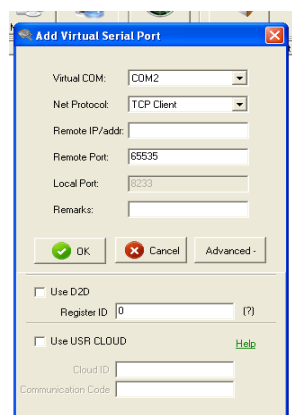 Add Virtual Serial Port
Virtual COM: COM2
Net Protocol: TCP Client
Remote IP/addr:
Remote Port: 65535
Local Port: 8233
Remarks:
OK Cancel Advanced -
Use D2D
Register ID 0 (?)
Use USR CLOUD Help
Cloud ID
Communication Code